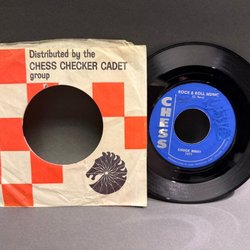 Distributed by the
CHESS CHECKER CADET
group
ROCK & ROLL MUSIC
CHESS
CHUCK BERRY